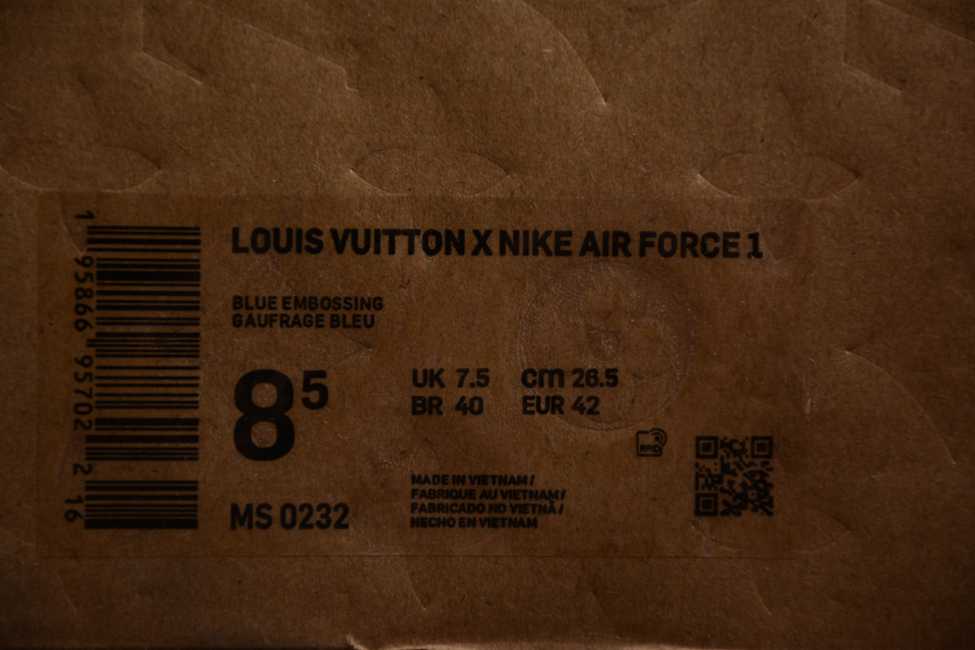 LOUIS VUITTON X NIKE AIR FORCE 1
BLUE EMBOSSING
GAUFRAGE BLEU
8 5
UK 7.5 cm 26.5
BR 40 EUR 42
RFID
MS 0232
MADE IN VIETNAM /
FABRIQUE AU VIETNAM /
FABRICADO NO VIETNÃ /
HECHO EN VIETNAM
1 95866 95702 2 16